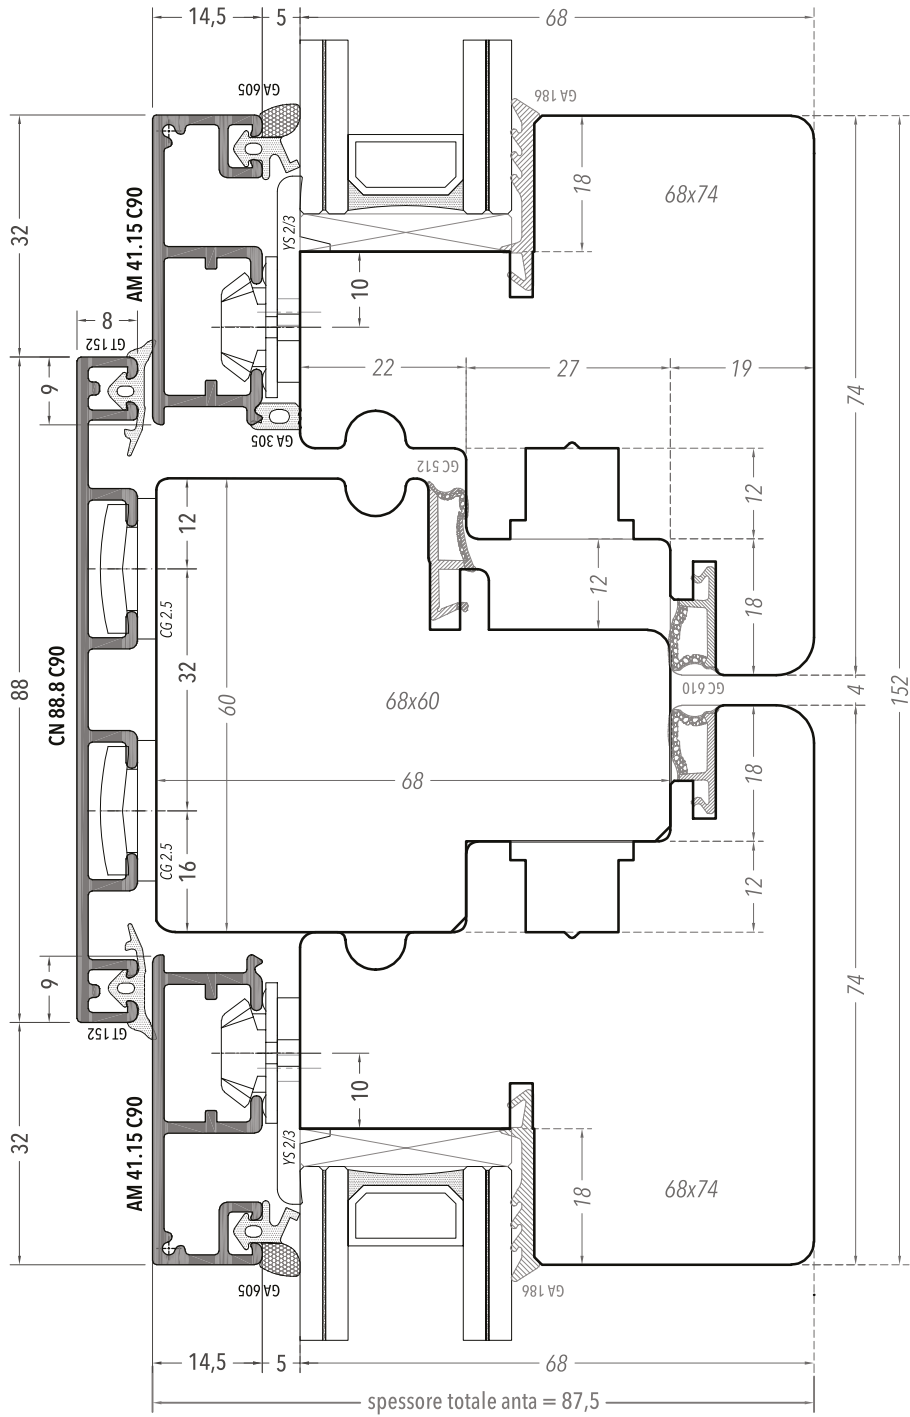 14,5
5
68
GA 605
GA 186
18
68x74
32
AM 41.15 C90
YS 2/3
10
8
GT 152
22
27
19
9
74
GA 305
GC 512
12
12
12
18
CG 2.5
32
60
68x60
88
CN 88.8 C90
GC 610
4
152
68
18
16
CG 2.5
12
9
74
GT 152
10
AM 41.15 C90
YS 2/3
32
18
68x74
GA 605
GA 186
14,5
5
68
spessore totale anta = 87,5